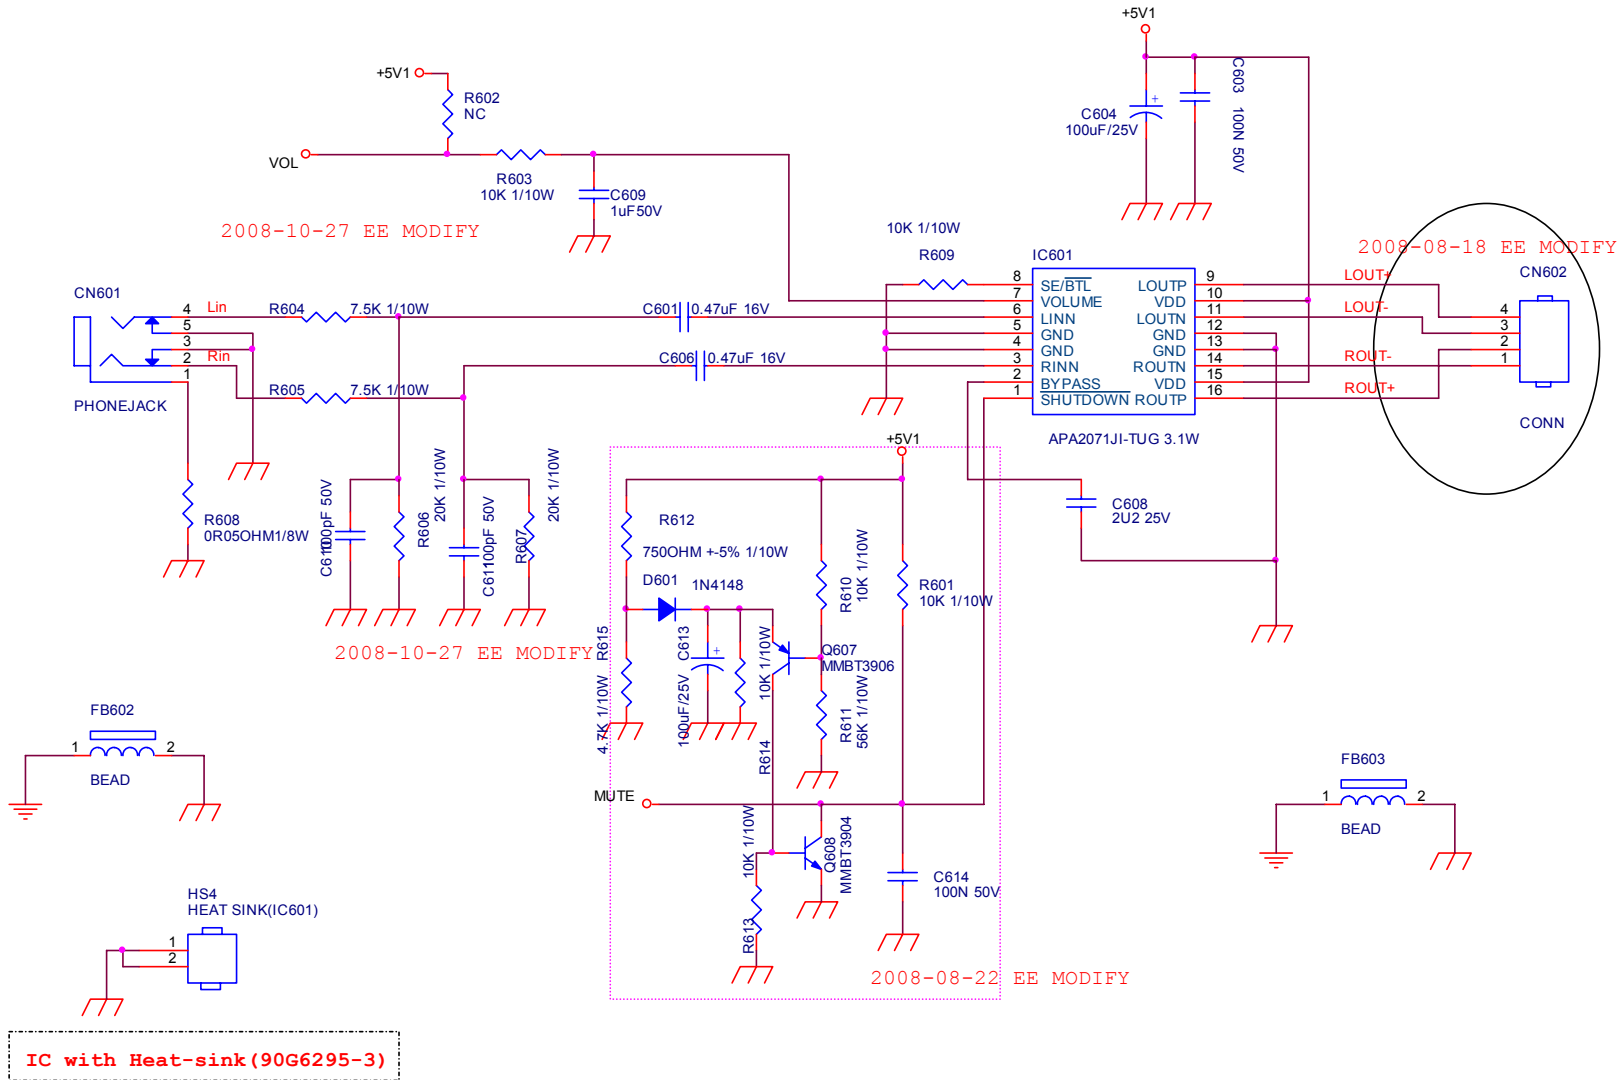 +5V1
+5V1
R602
NC
C604
100uF/25V
+
C603 100N 50V
VOL
R603
10K 1/10W
C609
1uF50V
2008-10-27 EE MODIFY
10K 1/10W
R609
IC601
2008-08-18 EE MODIFY
CN602
8 SE/BTL LOUTP 9
7 VOLUME VDD 10
6 LINN LOUTN 11
5 GND GND 12
4 GND GND 13
3 RINN ROUTN 14
2 BYPASS VDD 15
1 SHUTDOWN ROUTP 16
APA2071JI-TUG 3.1W
LOUT+
LOUT-
ROUT-
ROUT+
4
3
2
1
CONN
CN601
4 Lin
5
3
2 Rin
1
PHONEJACK
R604 7.5K 1/10W
R605 7.5K 1/10W
C601 0.47uF 16V
C606 0.47uF 16V
R608
0R05OHM1/8W
C610
100pF 50V
R606
20K 1/10W
C611
100pF 50V
R607
20K 1/10W
2008-10-27 EE MODIFY
+5V1
R612
750OHM +-5% 1/10W
D601 1N4148
R615
4.7K 1/10W
C613
+
100uF/25V
10K 1/10W
R614
Q607
MMBT3906
R610
10K 1/10W
R611
56K 1/10W
R601
10K 1/10W
C608
2U2 25V
MUTE
10K 1/10W
R613
Q608
MMBT3904
C614
100N 50V
2008-08-22 EE MODIFY
FB602
1 2
BEAD
FB603
1 2
BEAD
HS4
HEAT SINK(IC601)
1
2
IC with Heat-sink(90G6295-3)